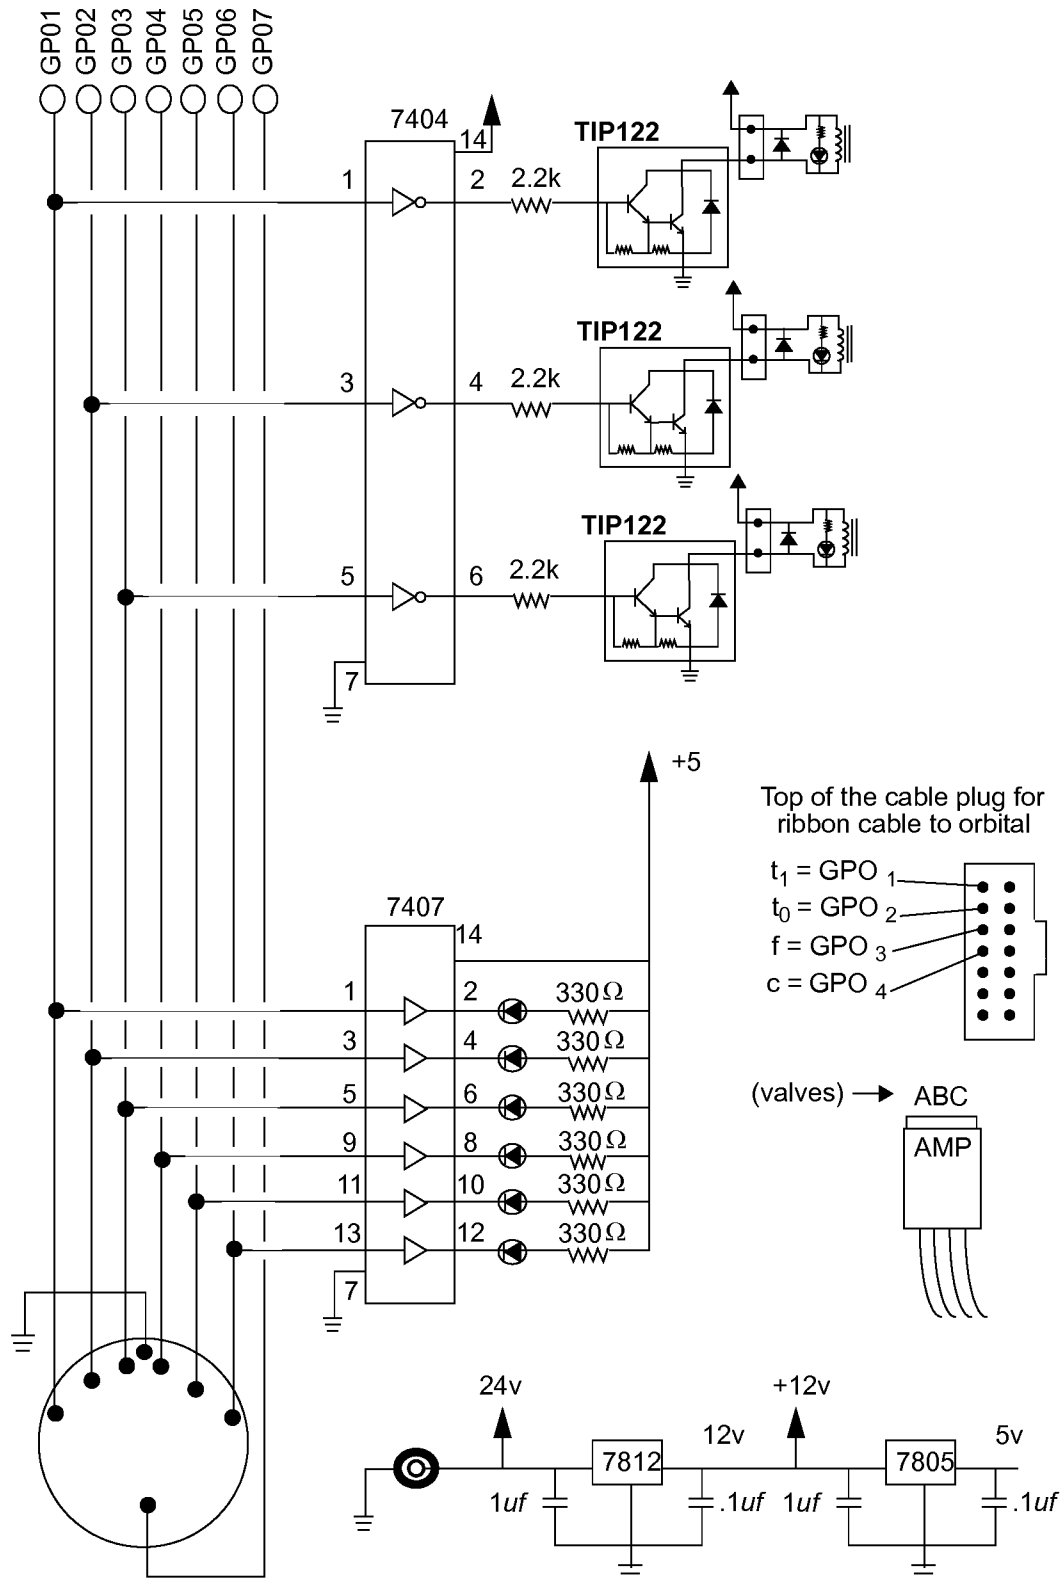 GP01
GP02
GP03
GP04
GP05
GP06
GP07
7404
14
TIP122
1
2
2.2k
TIP122
3
4
2.2k
TIP122
5
6
2.2k
7
+5
Top of the cable plug for
ribbon cable to orbital
t1 = GPO 1
t0 = GPO 2
f = GPO 3
c = GPO 4
7407
14
1
2
330Ω
3
4
330Ω
5
6
330Ω
9
8
330Ω
11
10
330Ω
13
12
330Ω
7
(valves)
ABC
AMP
24v
+12v
7812
12v
7805
5v
1uf
.1uf
1uf
.1uf